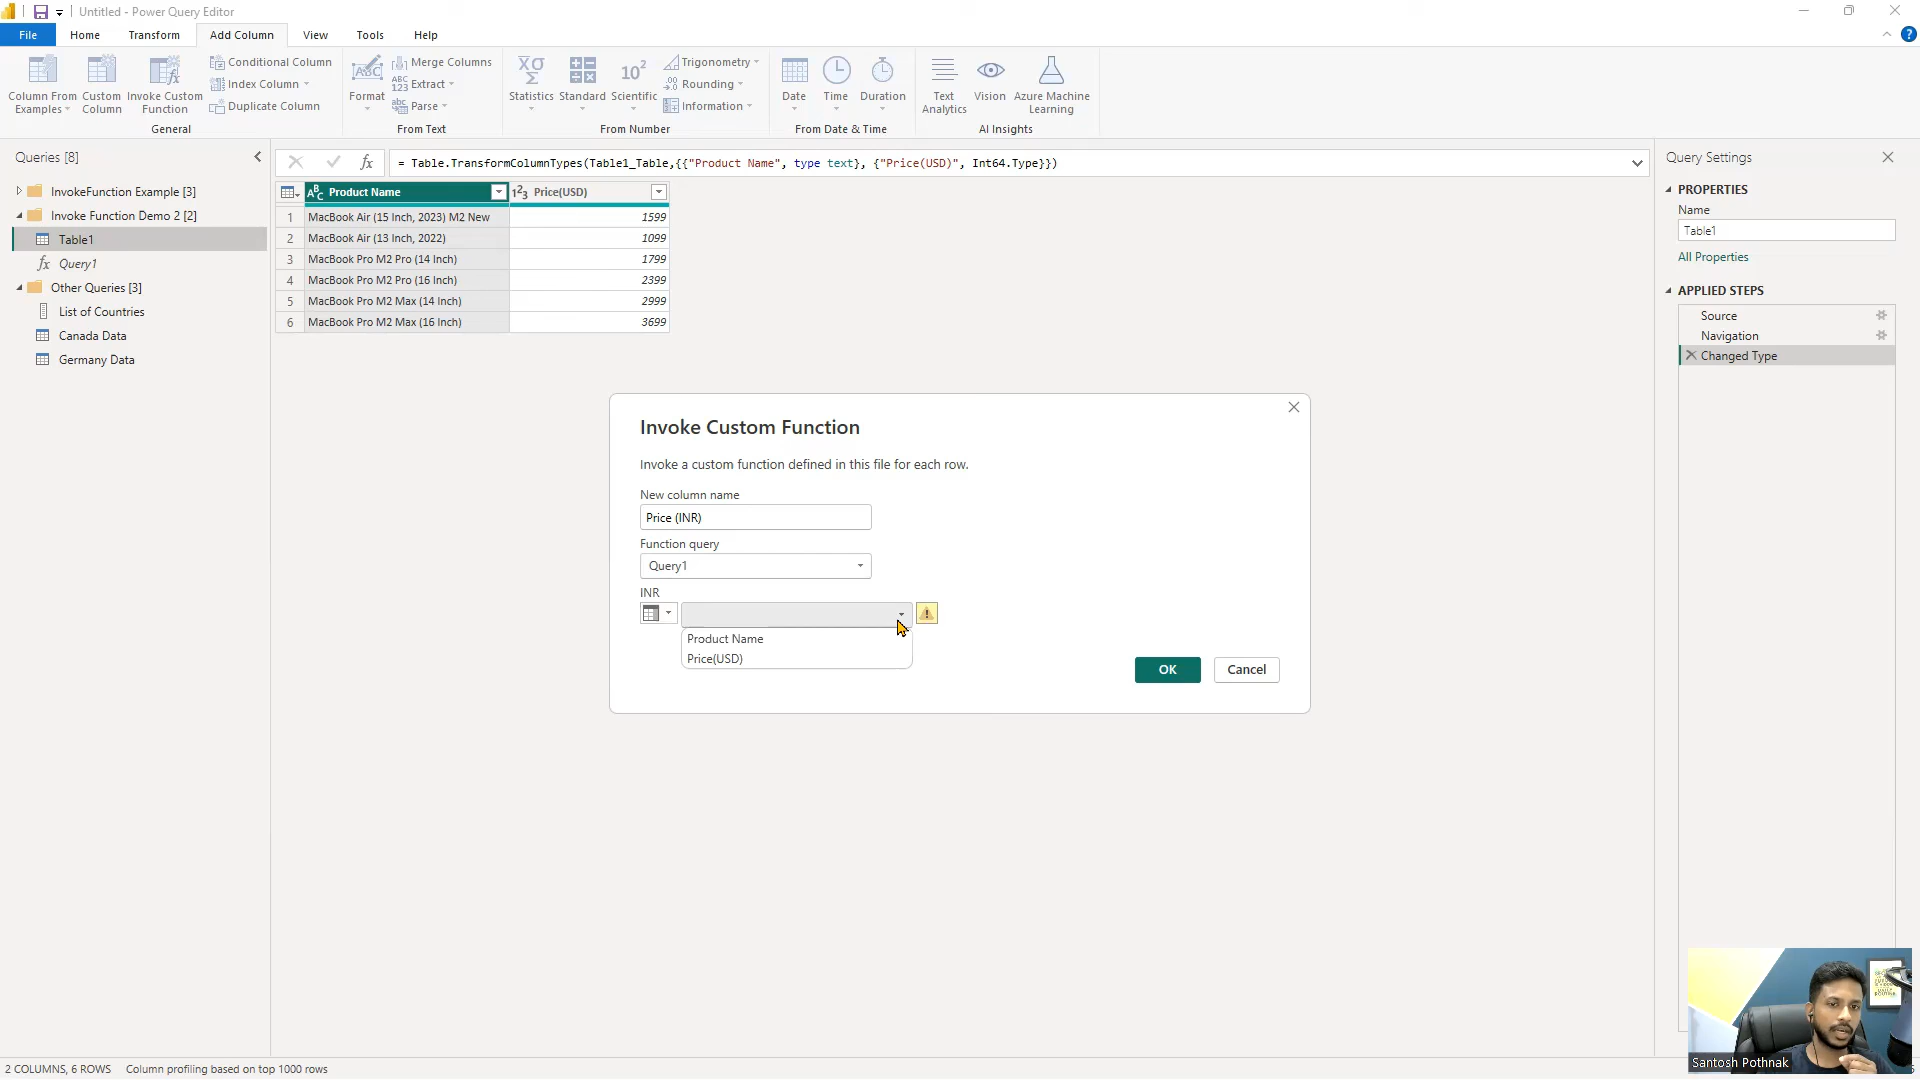 Untitled - Power Query Editor
File Home Transform Add Column View Tools Help
Column From Examples
Custom Column
Invoke Custom Function
Conditional Column
Index Column
Duplicate Column
General
Format
Merge Columns
Extract
Parse
From Text
Statistics
Standard
Scientific
Trigonometry
Rounding
Information
From Number
Date
Time
Duration
From Date & Time
Text Analytics
Vision
Azure Machine Learning
AI Insights
Queries [8]
InvokeFunction Example [3]
Invoke Function Demo 2 [2]
Table1
Query1
Other Queries [3]
List of Countries
Canada Data
Germany Data
= Table.TransformColumnTypes(Table1_Table,{{"Product Name", type text}, {"Price(USD)", Int64.Type}})
Product Name Price(USD)
1 MacBook Air (15 Inch, 2023) M2 New 1599
2 MacBook Air (13 Inch, 2022) 1099
3 MacBook Pro M2 Pro (14 Inch) 1799
4 MacBook Pro M2 Pro (16 Inch) 2399
5 MacBook Pro M2 Max (14 Inch) 2999
6 MacBook Pro M2 Max (16 Inch) 3699
Invoke Custom Function
Invoke a custom function defined in this file for each row.
New column name
Price (INR)
Function query
Query1
INR
Product Name
Price(USD)
OK Cancel
Query Settings
PROPERTIES
Name
Table1
All Properties
APPLIED STEPS
Source
Navigation
Changed Type
Santosh Pothnak
2 COLUMNS, 6 ROWS Column profiling based on top 1000 rows